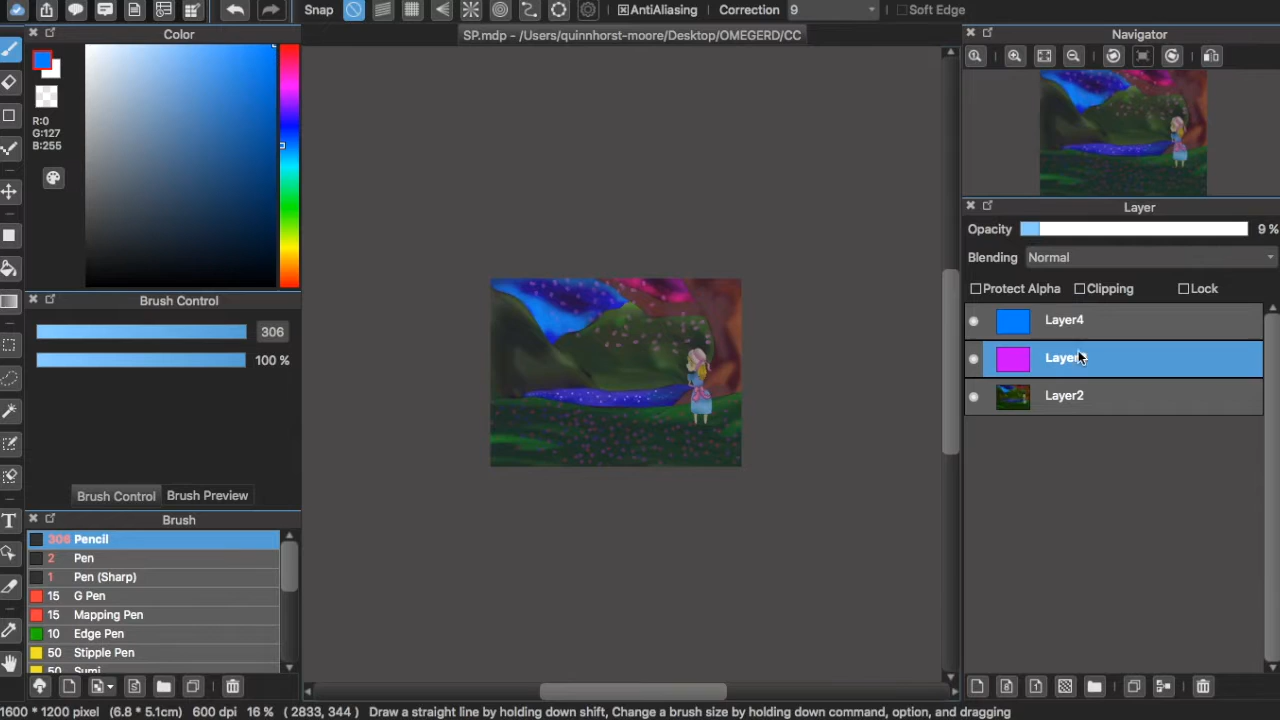 Snap AntiAliasing Correction 9 Soft Edge
Color
SP.mdp - /Users/quinnhorst-moore/Desktop/OMEGERD/CC
Navigator
R:0
G:127
B:255
Layer
Opacity 9 %
Blending Normal
Protect Alpha Clipping Lock
Brush Control
306
100 %
Layer4
Layer
Layer2
Brush Control Brush Preview
Brush
306 Pencil
2 Pen
1 Pen (Sharp)
15 G Pen
15 Mapping Pen
10 Edge Pen
50 Stipple Pen
50 Sumi
1600 * 1200 pixel (6.8 * 5.1cm) 600 dpi 16 % ( 2833, 344 ) Draw a straight line by holding down shift, Change a brush size by holding down command, option, and dragging